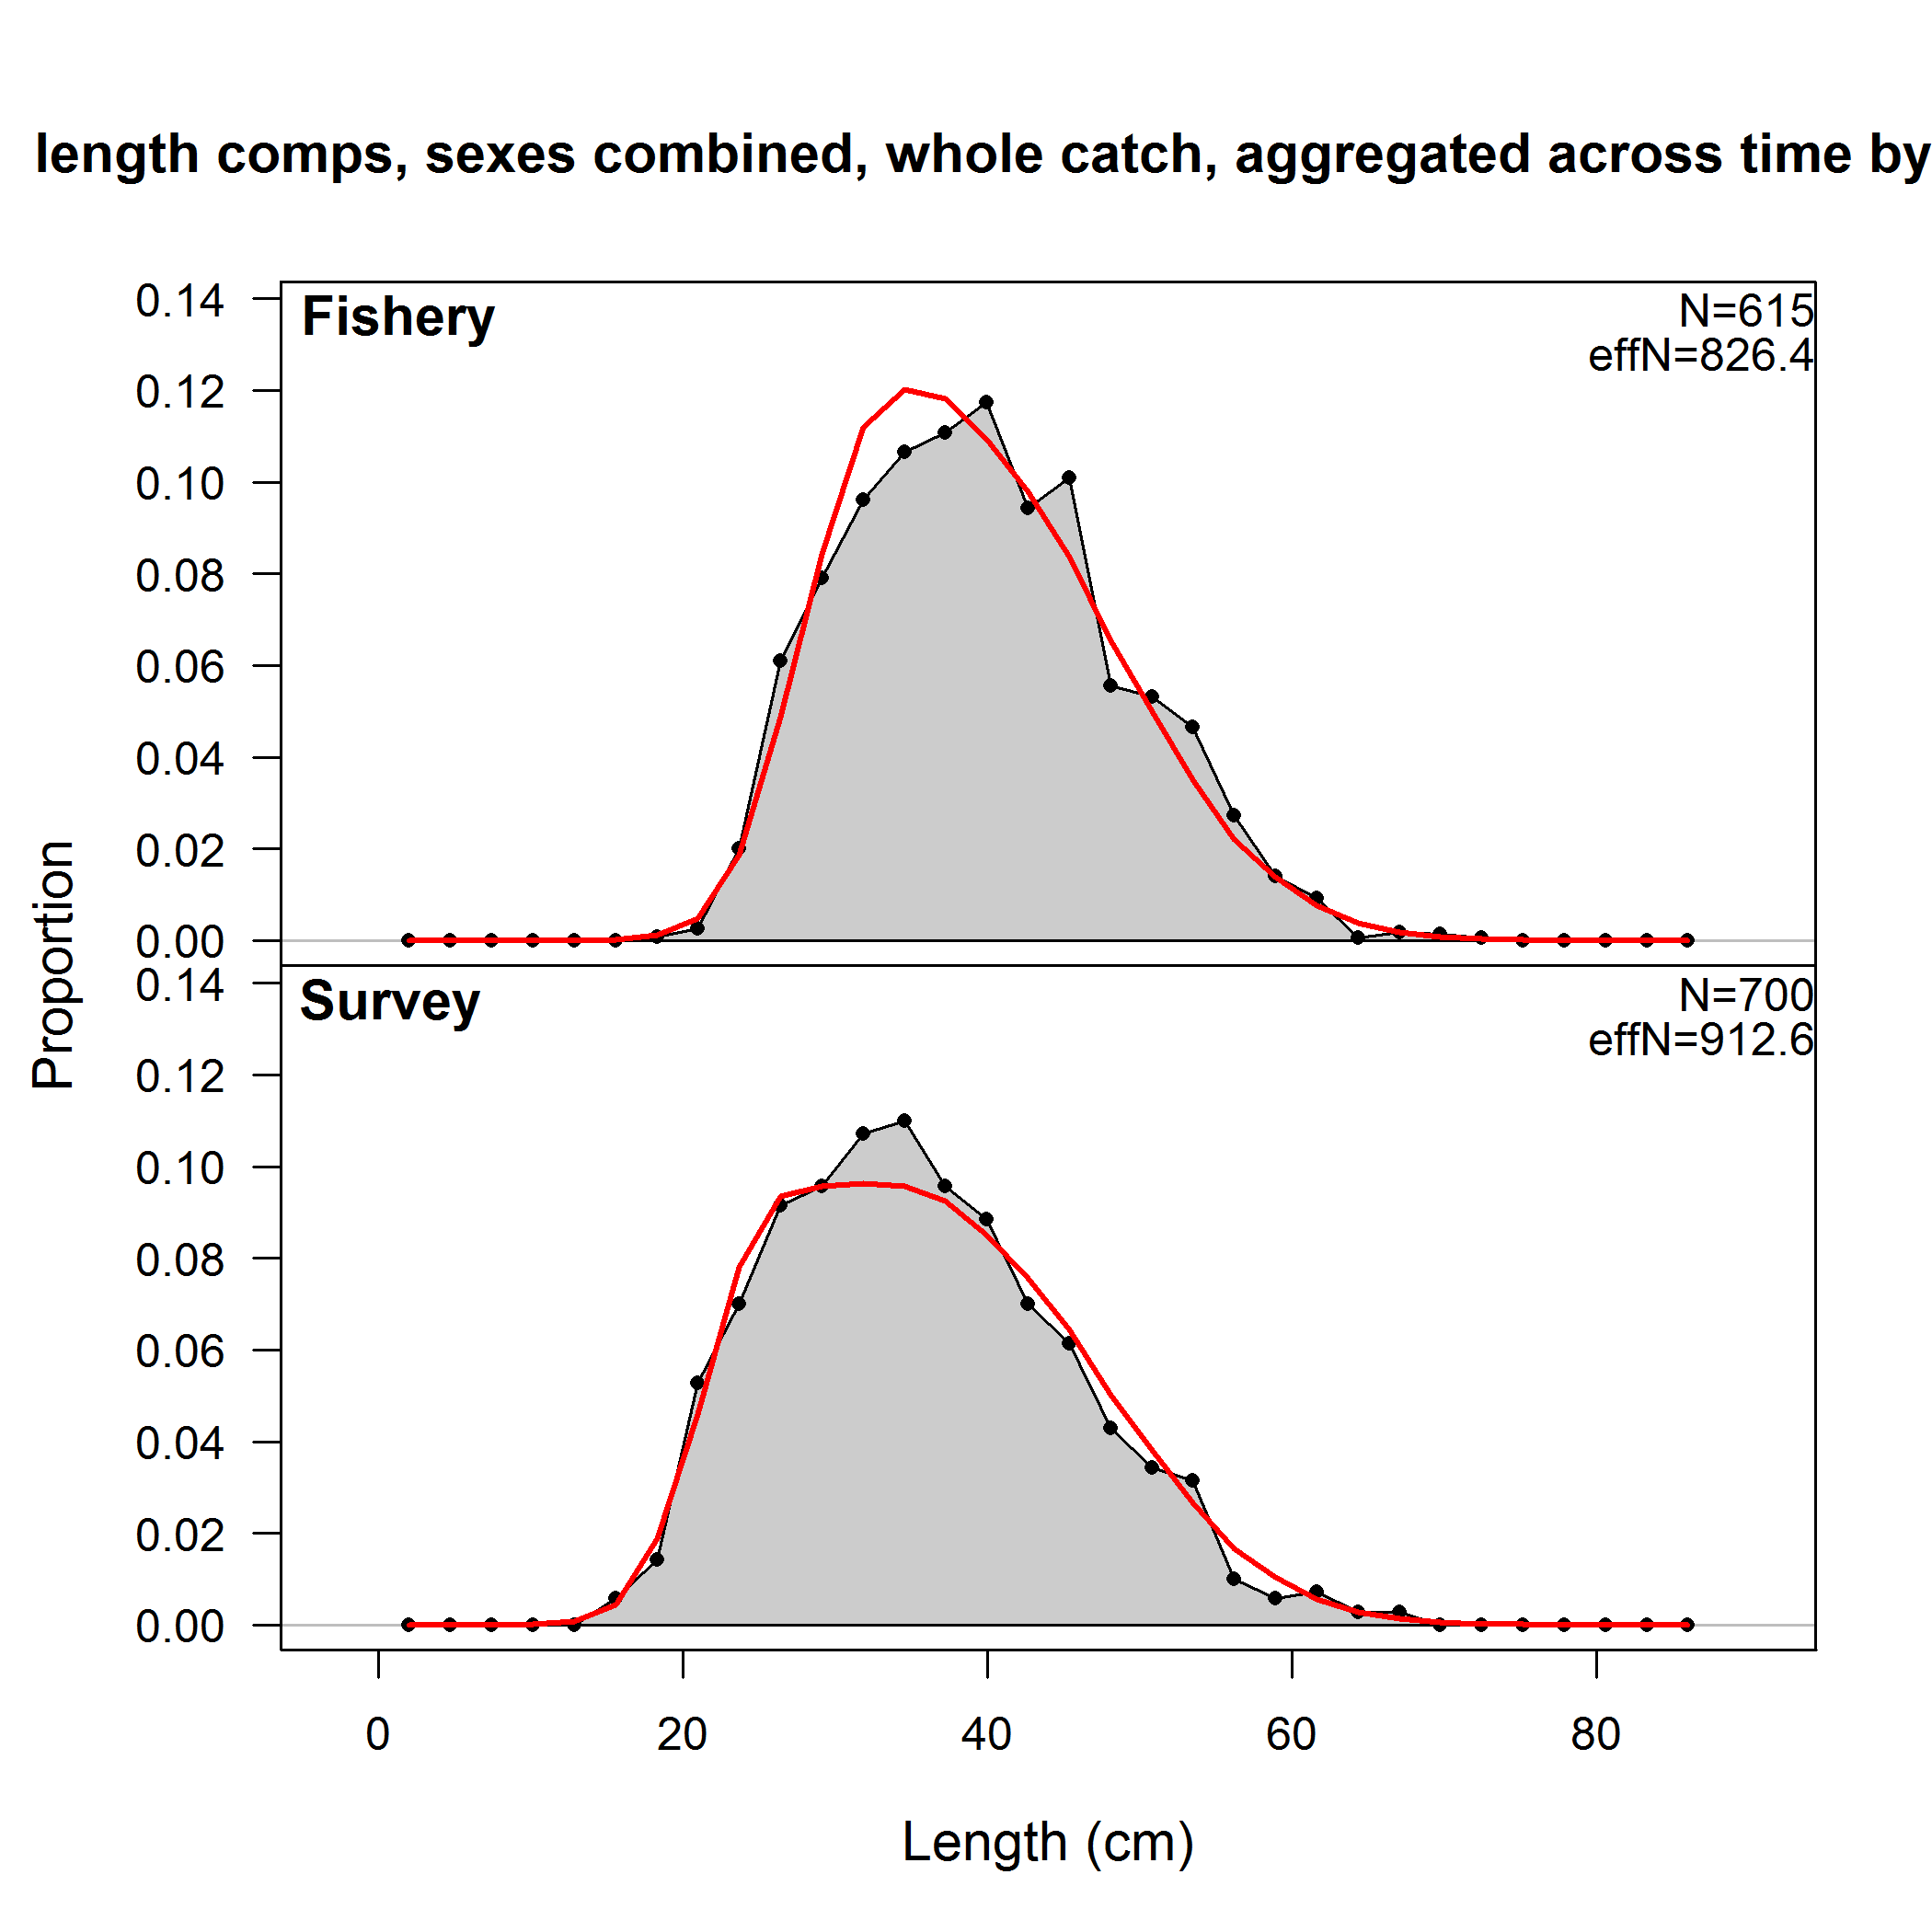 length comps, sexes combined, whole catch, aggregated across time by
Fishery
N=615
effN=826.4
0.14
0.12
0.10
0.08
0.06
0.04
0.02
0.00
Survey
N=700
effN=912.6
0.14
0.12
0.10
0.08
0.06
0.04
0.02
0.00
Proportion
0 20 40 60 80
Length (cm)